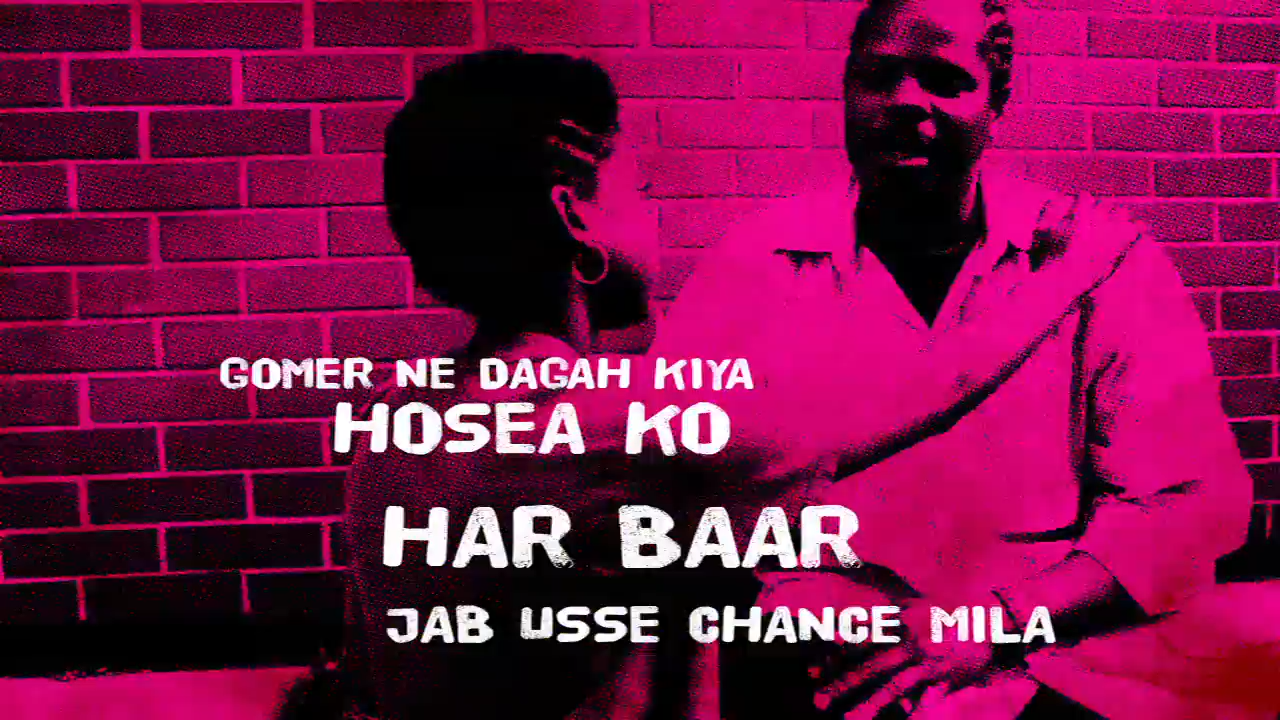 GOMER NE DAGAH KIYA
HOSEA KO
HAR BAAR
JAB USSE CHANCE MILA